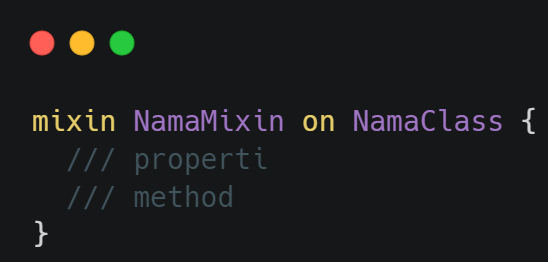 mixin NamaMixin on NamaClass {
  /// properti
  /// method
}